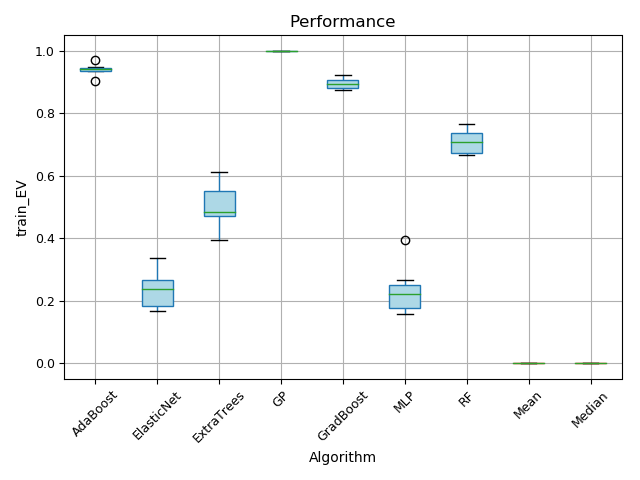 Performance
1.0
0.8
0.6
0.4
0.2
0.0
train_EV
AdaBoost
ElasticNet
ExtraTrees
GP
GradBoost
MLP
RF
Mean
Median
Algorithm